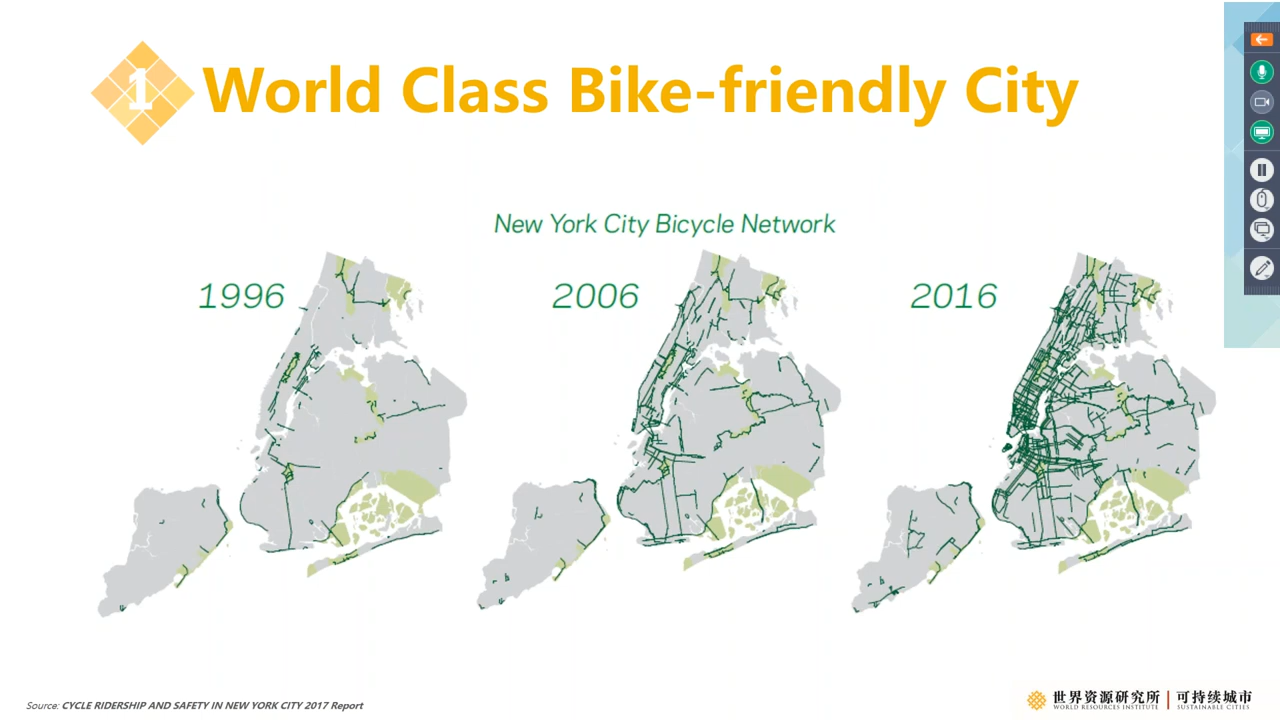 1 World Class Bike-friendly City
New York City Bicycle Network
1996
2006
2016
Source: CYCLE RIDERSHIP AND SAFETY IN NEW YORK CITY 2017 Report
世界资源研究所 | 可持续城市
WORLD RESOURCES INSTITUTE | SUSTAINABLE CITIES